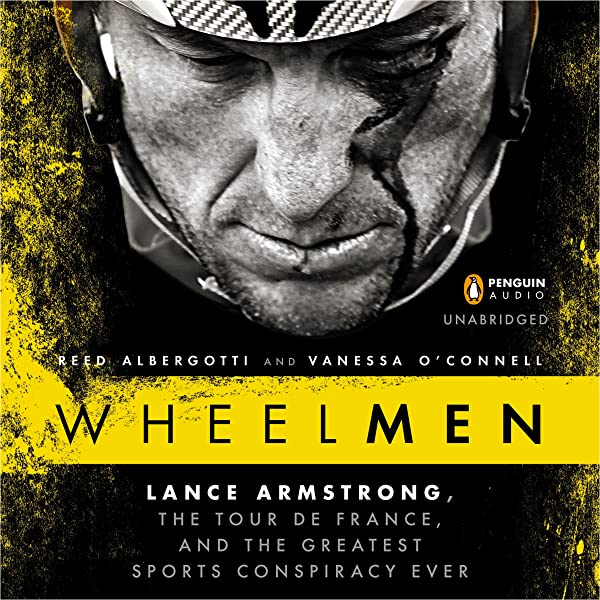 PENGUIN
AUDIO
UNABRIDGED
REED ALBERGOTTI AND VANESSA O'CONNELL
WHEELMEN
LANCE ARMSTRONG,
THE TOUR DE FRANCE,
AND THE GREATEST
SPORTS CONSPIRACY EVER